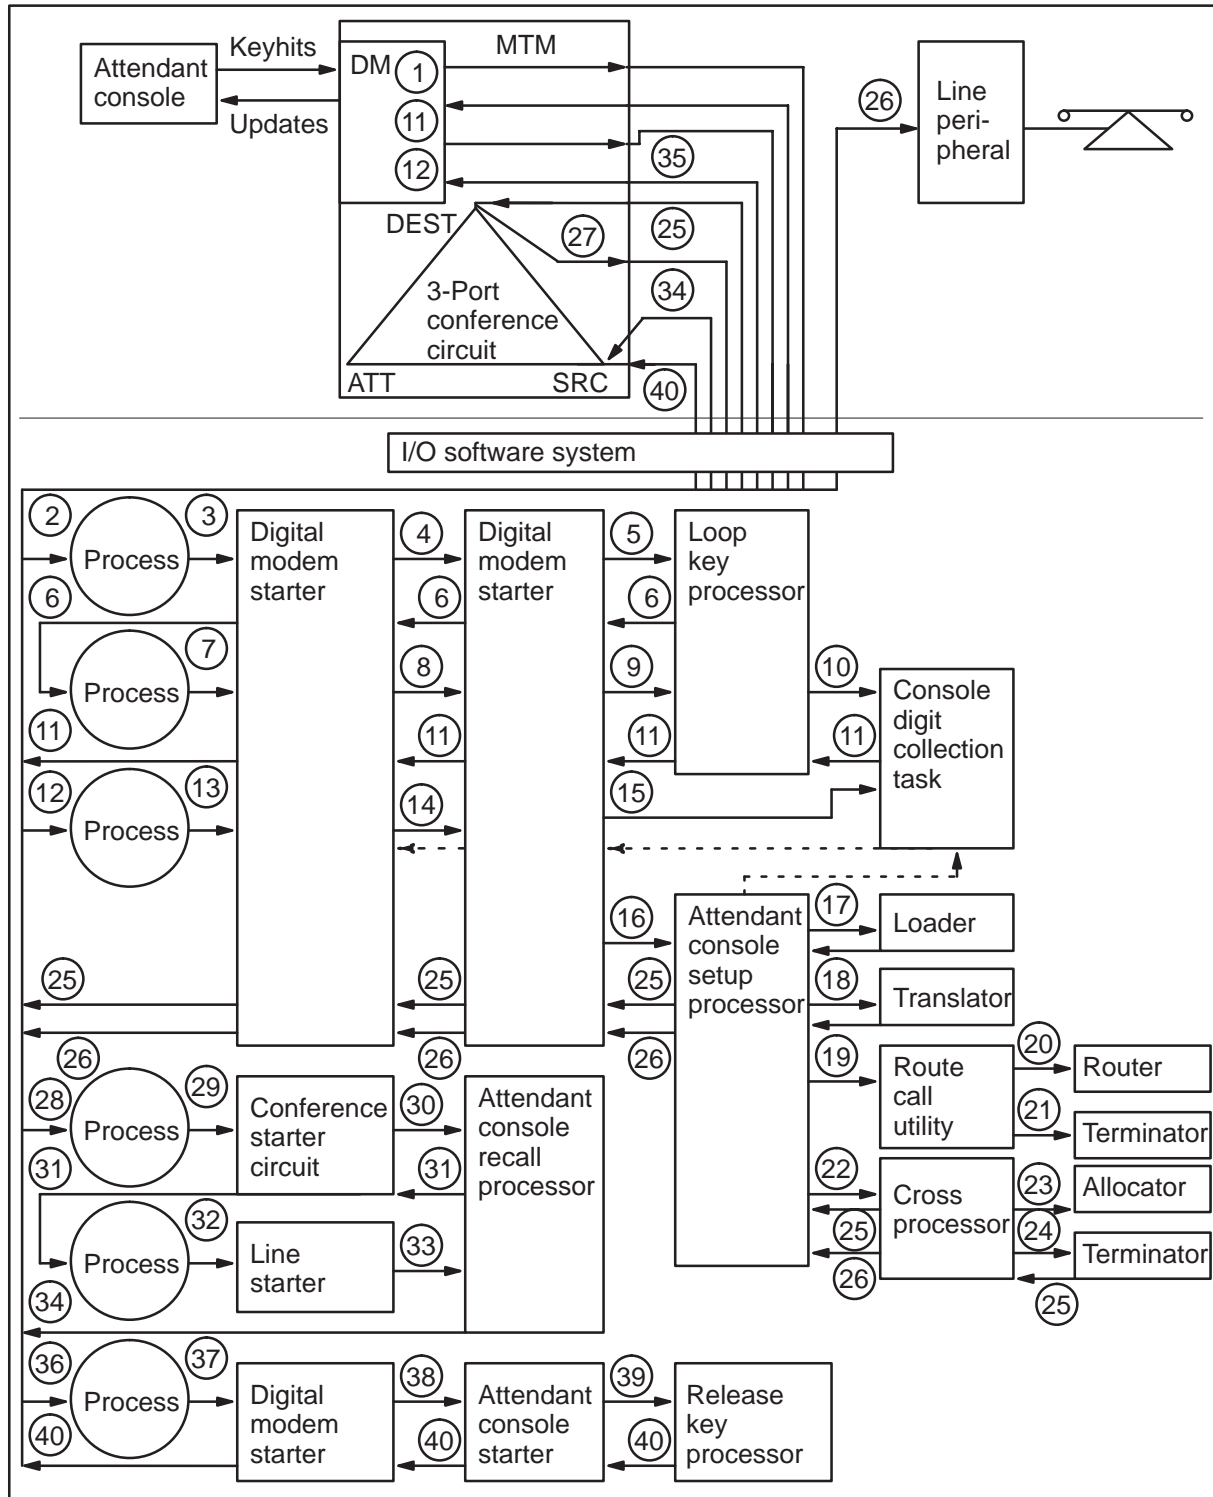 Keyhits
Attendant
console
Updates
MTM
DM
1
11
12
35
26
Line
peri-
pheral
DEST
27
25
34
3-Port
conference
circuit
ATT
SRC
40
I/O software system
2
Process
3
Digital
modem
starter
4
Digital
modem
starter
5
Loop
key
processor
6
6
6
7
Process
8
9
10
Console
digit
collection
task
11
11
11
11
12
Process
13
14
15
16
Attendant
console
setup
processor
17
Loader
25
25
25
18
Translator
26
26
26
19
Route
call
utility
20
Router
21
Terminator
28
Process
29
Conference
starter
circuit
30
Attendant
console
recall
processor
31
31
22
Cross
processor
23
Allocator
25
24
Terminator
26
25
Process
32
Line
starter
33
34
36
Process
37
Digital
modem
starter
38
Attendant
console
starter
39
Release
key
processor
40
40
40